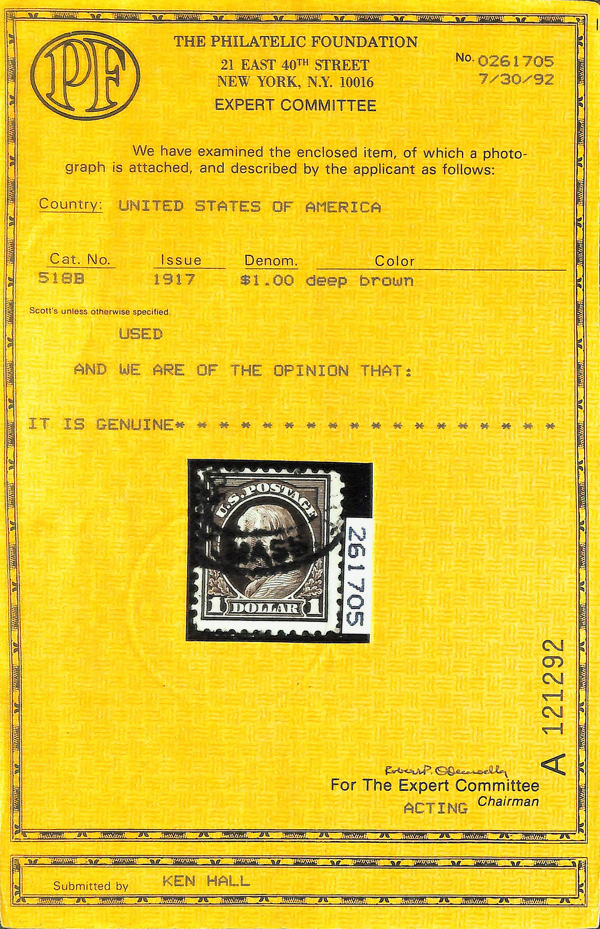 PF
THE PHILATELIC FOUNDATION
21 EAST 40TH STREET
NEW YORK, N.Y. 10016
EXPERT COMMITTEE
No. 0261705
7/30/92
We have examined the enclosed item, of which a photo-
graph is attached, and described by the applicant as follows:
Country: UNITED STATES OF AMERICA
Cat. No. Issue Denom. Color
518B 1917 $1.00 deep brown
Scott's unless otherwise specified.
USED
AND WE ARE OF THE OPINION THAT:
IT IS GENUINE* * * * * * * * * * * * * * * * * *
U.S. POSTAGE
MASS
1 DOLLAR 1
261705
A 121292
For The Expert Committee
ACTING Chairman
Submitted by KEN HALL